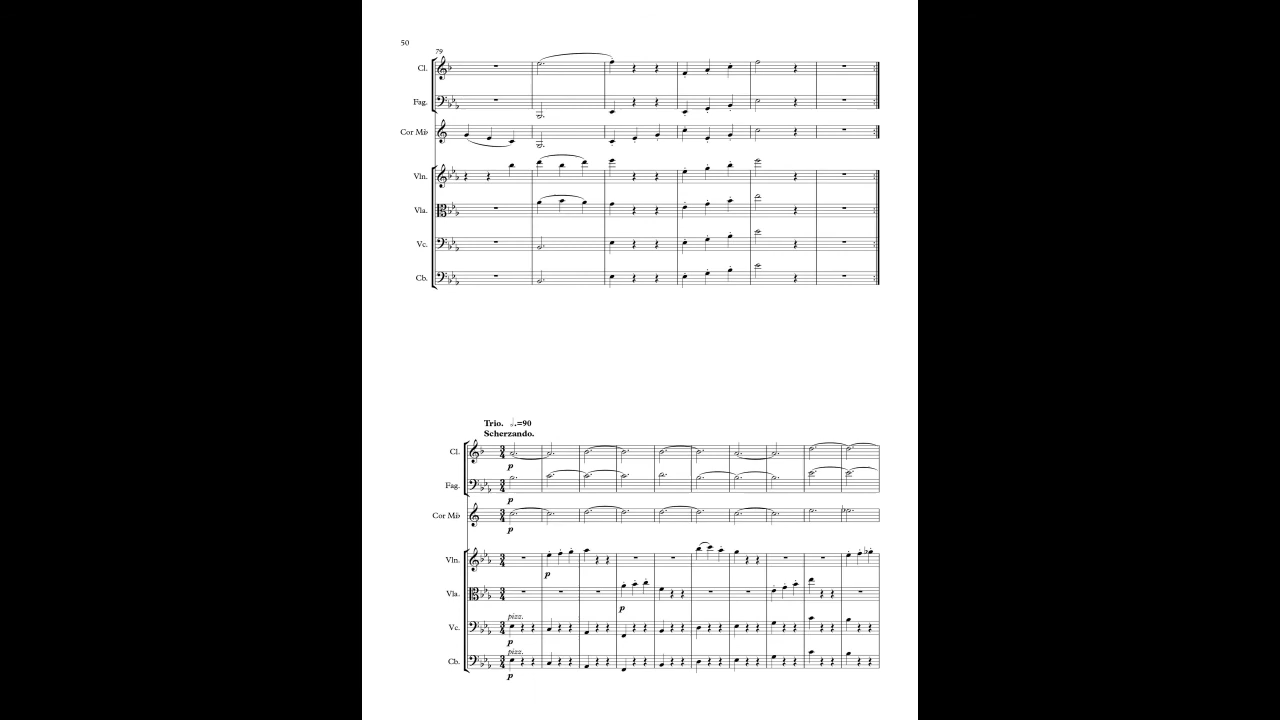 50
79
Cl.
Fag.
Cor Mi♭
Vln.
Vla.
Vc.
Cb.
Trio. 𝅗𝅥.=90
Scherzando.
Cl.
p
Fag.
p
Cor Mi♭
p
Vln.
p
Vla.
p
pizz.
Vc.
p
pizz.
Cb.
p